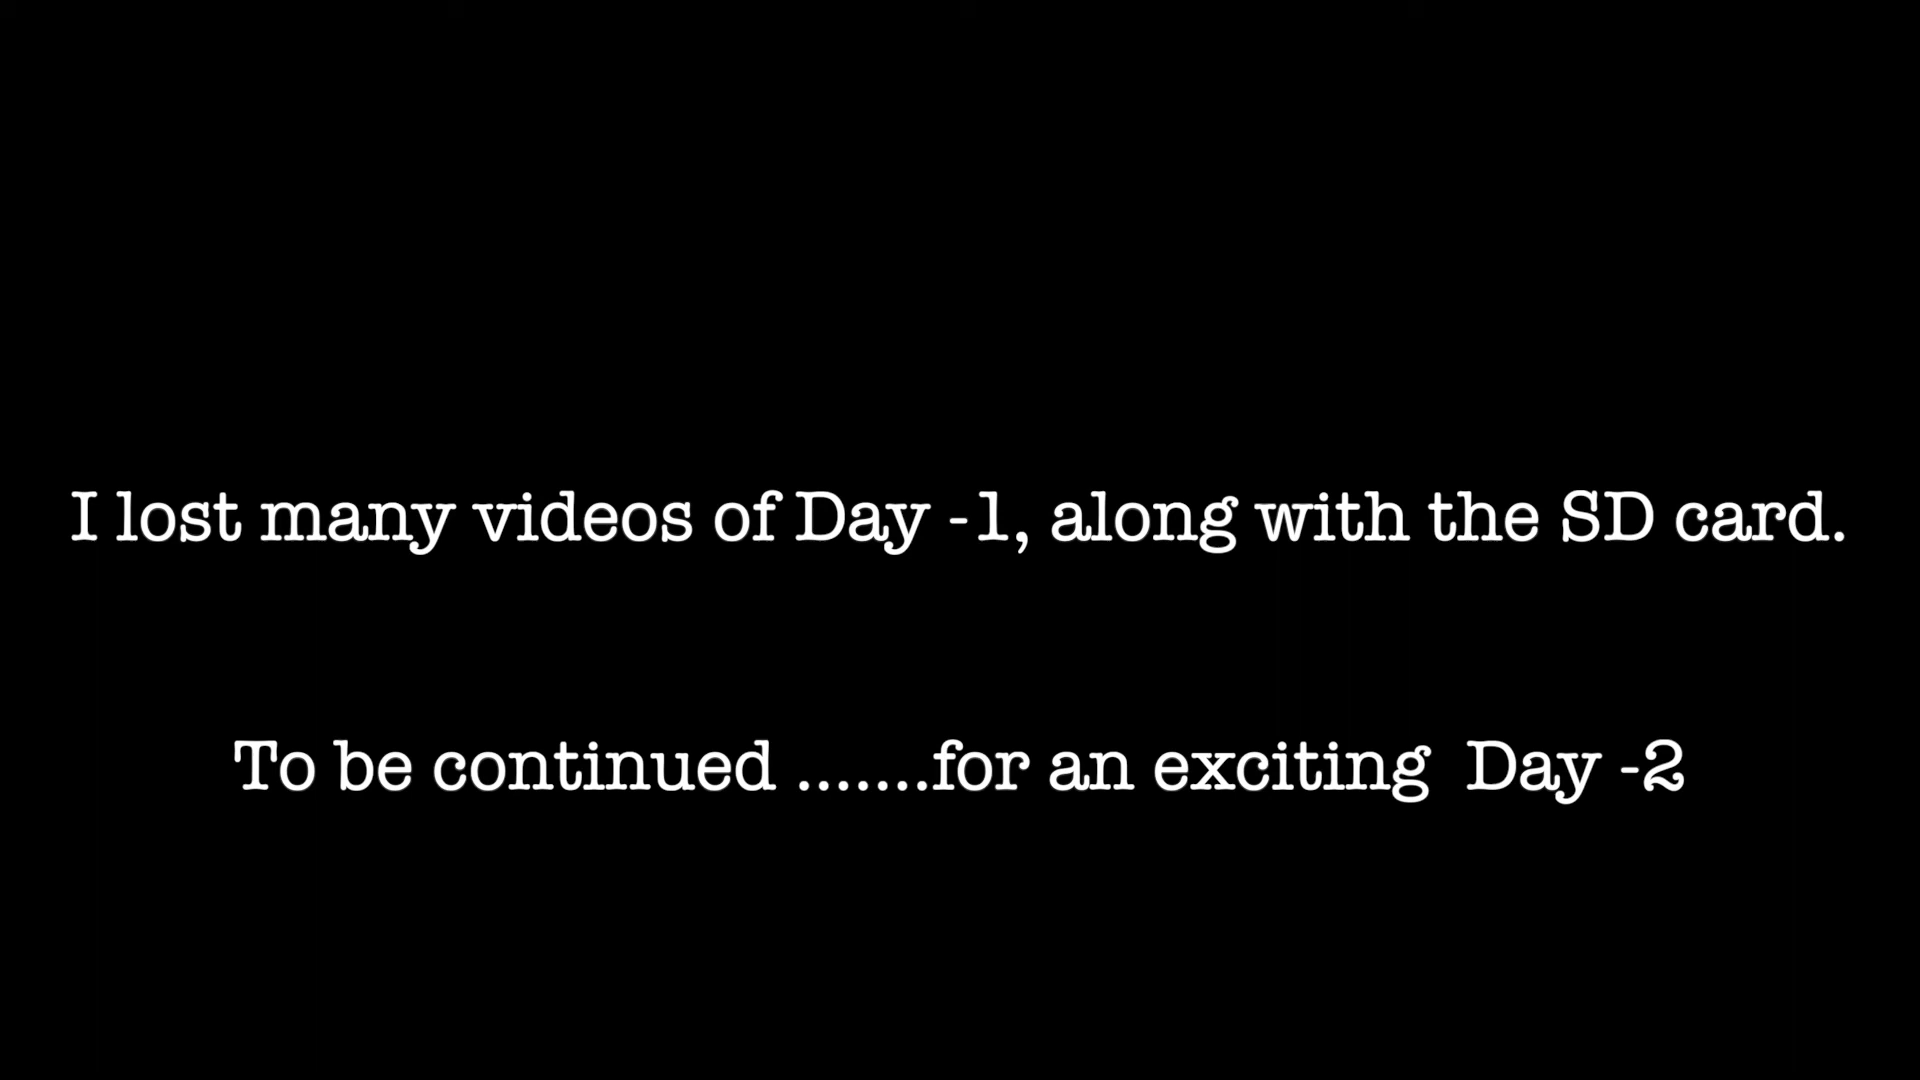 I lost many videos of Day -1, along with the SD card.
To be continued .......for an exciting  Day -2